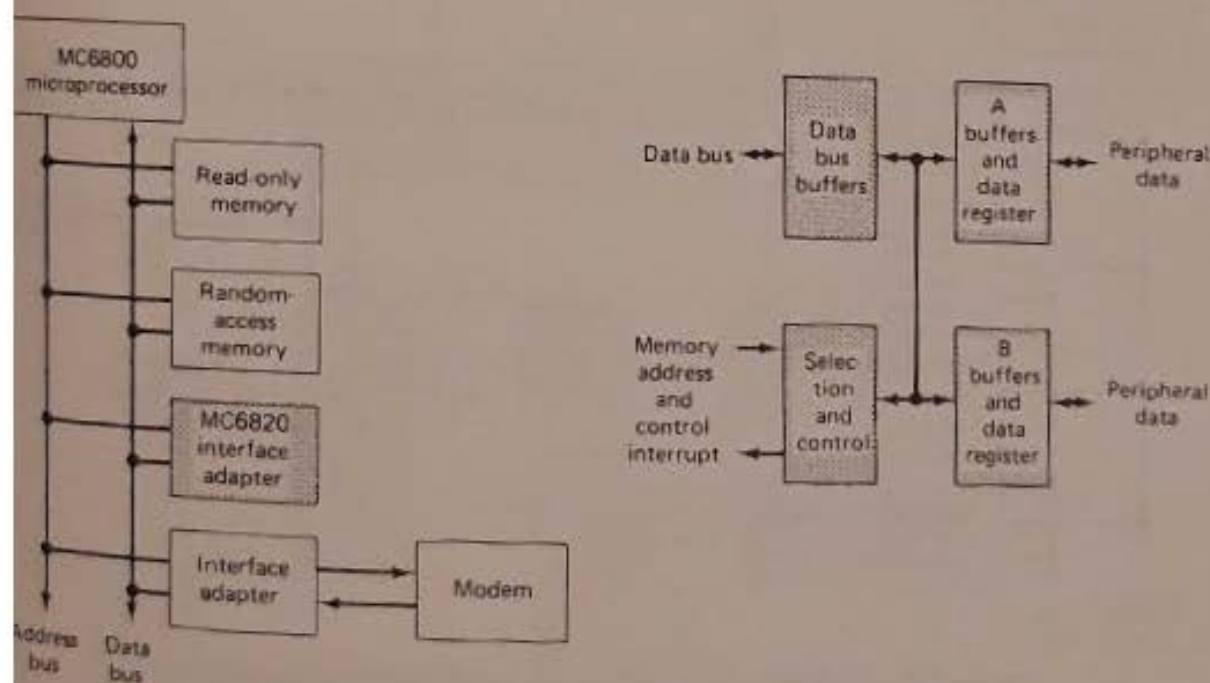 MC6800
microprocessor
Read-only
memory
Random-
access
memory
MC6820
interface
adapter
Interface
adapter
Modem
Address
bus
Data
bus
Data bus
Data
bus
buffers
A
buffers
and
data
register
Peripheral
data
Memory
address
and
control
interrupt
Selec-
tion
and
control
B
buffers
and
data
register
Peripheral
data